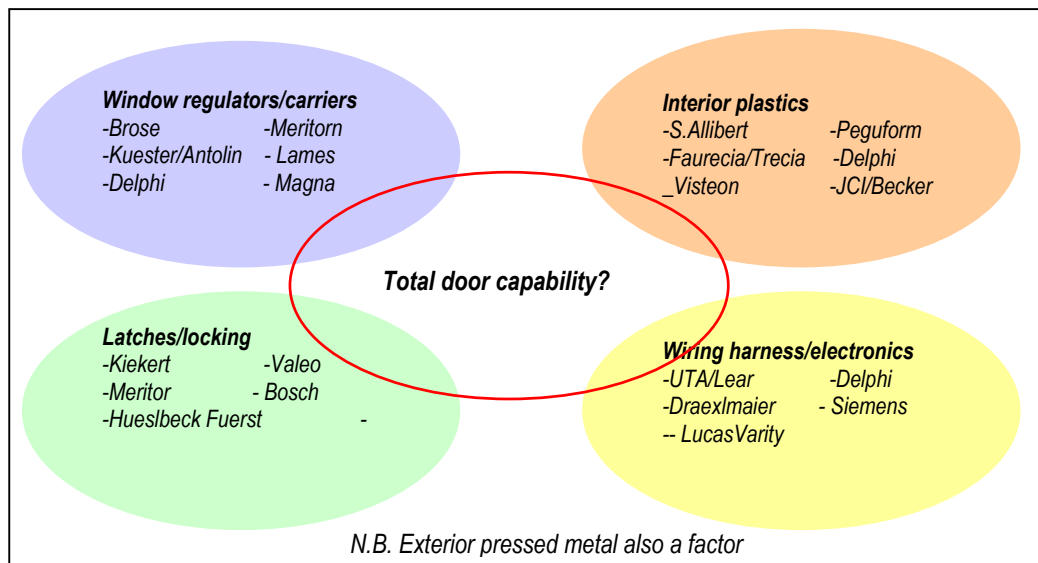 Window regulators/carriers
-Brose -Meritorn
-Kuester/Antolin - Lames
-Delphi - Magna
Interior plastics
-S.Allibert -Peguform
-Faurecia/Trecia -Delphi
_Visteon -JCI/Becker
Total door capability?
Latches/locking
-Kiekert -Valeo
-Meritor - Bosch
-Hueslbeck Fuerst -
Wiring harness/electronics
-UTA/Lear -Delphi
-Draexlmaier - Siemens
-- LucasVarity
N.B. Exterior pressed metal also a factor